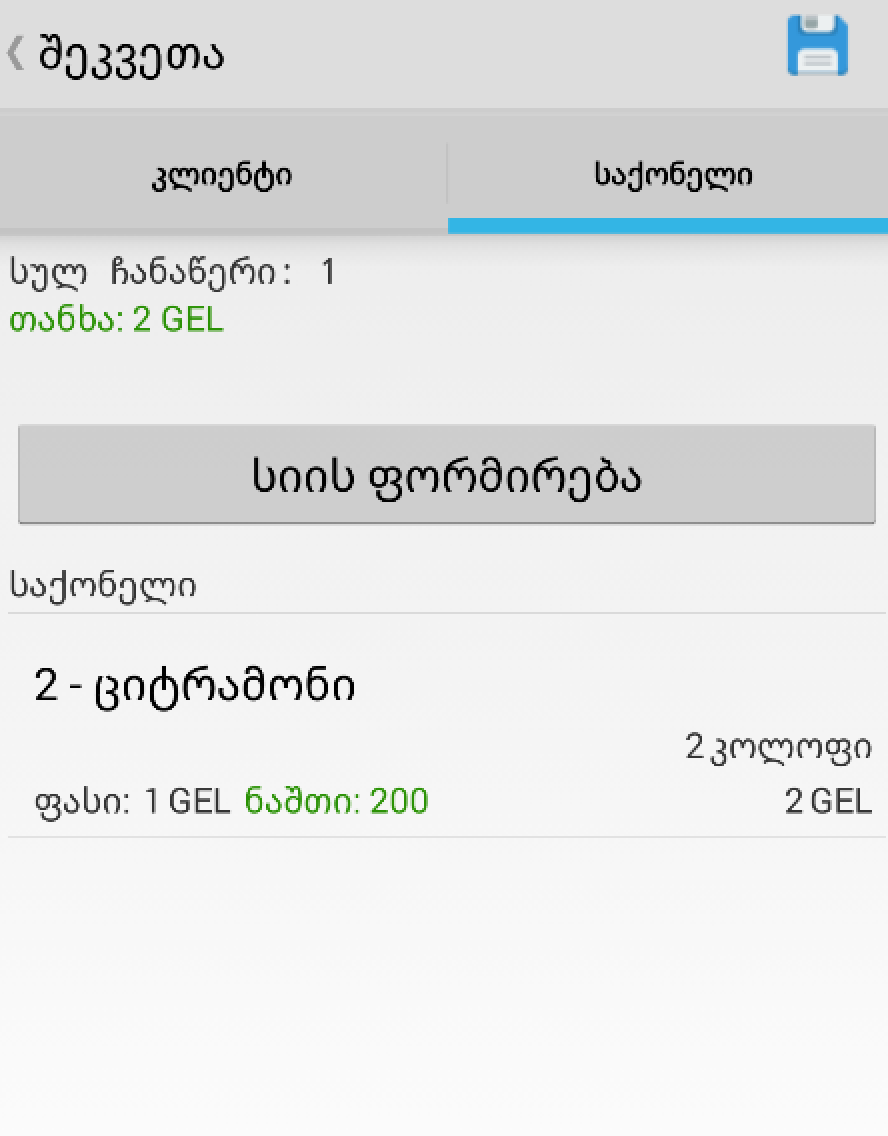 შეკვეთა
კლიენტი საქონელი
სულ ჩანაწერი: 1
თანხა: 2 GEL
სიის ფორმირება
საქონელი
2 - ციტრამონი
2 კოლოფი
ფასი: 1 GEL ნაშთი: 200 2 GEL